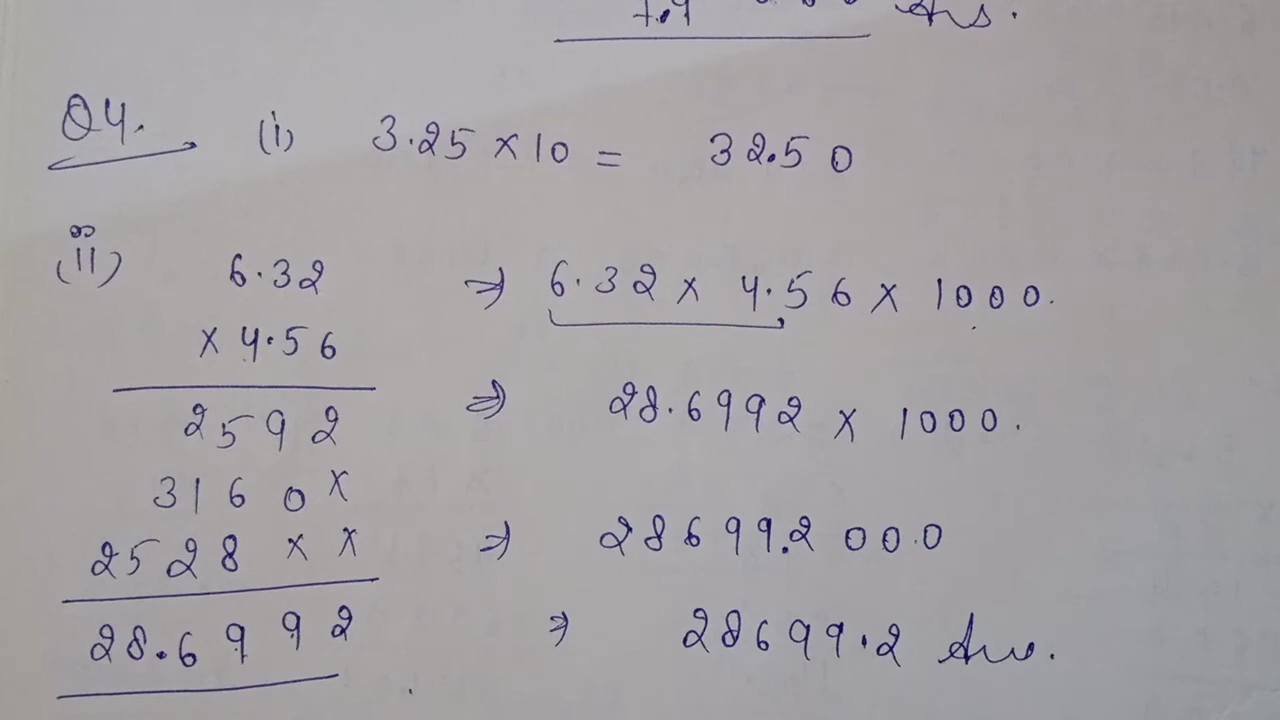 Ans.
Q4. (i) 3.25 × 10 = 32.50
(ii) 6.32 ⇒ 6.32 × 4.56 × 1000.
× 4.56
2592 ⇒ 28.6992 × 1000.
3160×
2528×× ⇒ 28699.2000
28.6992 ⇒ 28699.2 Ans.